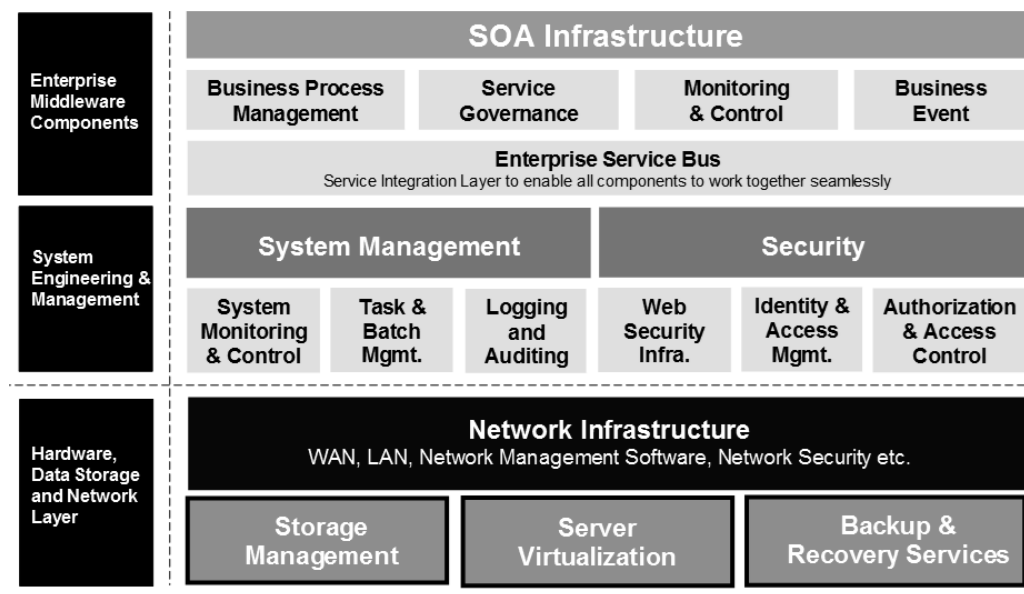 Enterprise
Middleware
Components
SOA Infrastructure
Business Process
Management
Service
Governance
Monitoring
& Control
Business
Event
Enterprise Service Bus
Service Integration Layer to enable all components to work together seamlessly
System
Engineering &
Management
System Management
Security
System
Monitoring
& Control
Task &
Batch
Mgmt.
Logging
and
Auditing
Web
Security
Infra.
Identity &
Access
Mgmt.
Authorization
& Access
Control
Hardware,
Data Storage
and Network
Layer
Network Infrastructure
WAN, LAN, Network Management Software, Network Security etc.
Storage
Management
Server
Virtualization
Backup &
Recovery Services